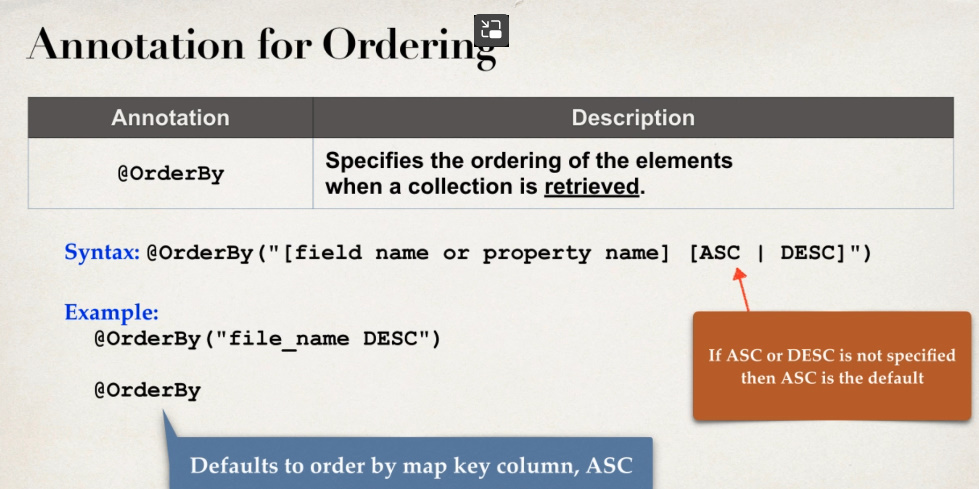 Annotation for Ordering
Annotation Description
@OrderBy Specifies the ordering of the elements
when a collection is retrieved.
Syntax: @OrderBy("[field name or property name] [ASC | DESC]")
Example:
@OrderBy("file_name DESC")
If ASC or DESC is not specified
then ASC is the default
@OrderBy
Defaults to order by map key column, ASC